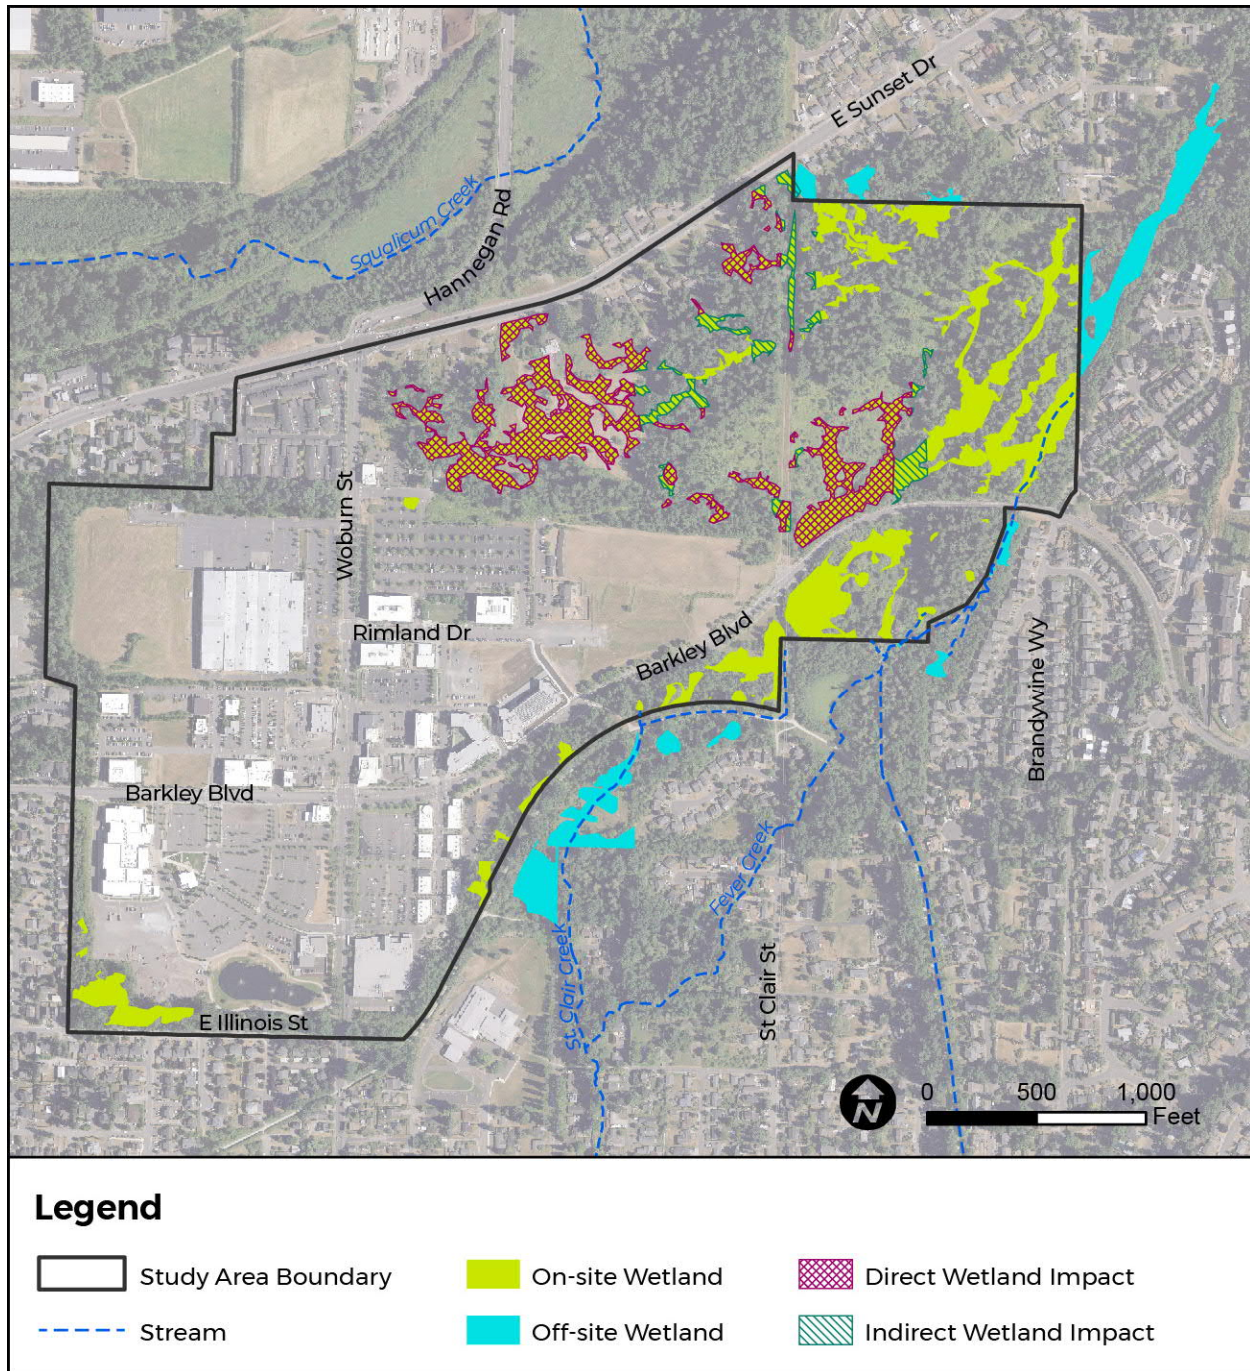 E Sunset Dr
Squalicum Creek
Hannegan Rd
Woburn St
Rimland Dr
Barkley Blvd
Brandywine Wy
Barkley Blvd
Fever Creek
St Clair Creek
St Clair St
E Illinois St
N
0 500 1,000
Feet
Legend
Study Area Boundary
On-site Wetland
Direct Wetland Impact
Stream
Off-site Wetland
Indirect Wetland Impact